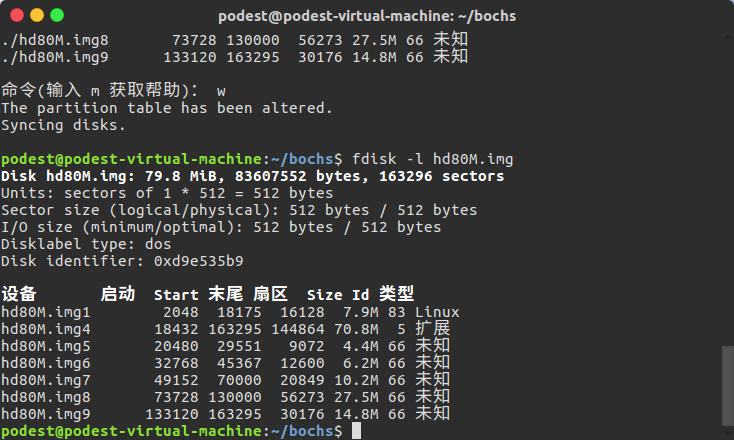 podest@podest-virtual-machine: ~/bochs
./hd80M.img8       73728 130000  56273 27.5M 66 未知
./hd80M.img9      133120 163295  30176 14.8M 66 未知
命令(输入 m 获取帮助)： w
The partition table has been altered.
Syncing disks.
podest@podest-virtual-machine:~/bochs$ fdisk -l hd80M.img
Disk hd80M.img: 79.8 MiB, 83607552 bytes, 163296 sectors
Units: sectors of 1 * 512 = 512 bytes
Sector size (logical/physical): 512 bytes / 512 bytes
I/O size (minimum/optimal): 512 bytes / 512 bytes
Disklabel type: dos
Disk identifier: 0xd9e535b9
设备       启动  Start 末尾 扇区  Size Id 类型
hd80M.img1        2048  18175  16128  7.9M 83 Linux
hd80M.img4       18432 163295 144864 70.8M  5 扩展
hd80M.img5       20480  29551   9072  4.4M 66 未知
hd80M.img6       32768  45367  12600  6.2M 66 未知
hd80M.img7       49152  70000  20849 10.2M 66 未知
hd80M.img8       73728 130000  56273 27.5M 66 未知
hd80M.img9      133120 163295  30176 14.8M 66 未知
podest@podest-virtual-machine:~/bochs$